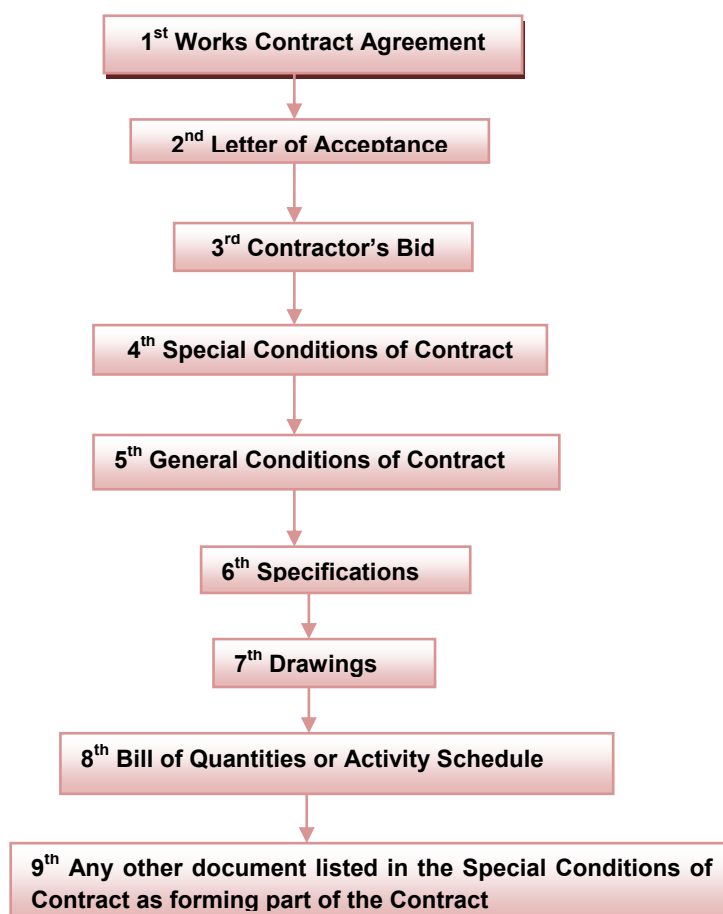 1st Works Contract Agreement
2nd Letter of Acceptance
3rd Contractor’s Bid
4th Special Conditions of Contract
5th General Conditions of Contract
6th Specifications
7th Drawings
8th Bill of Quantities or Activity Schedule
9th Any other document listed in the Special Conditions of
Contract as forming part of the Contract